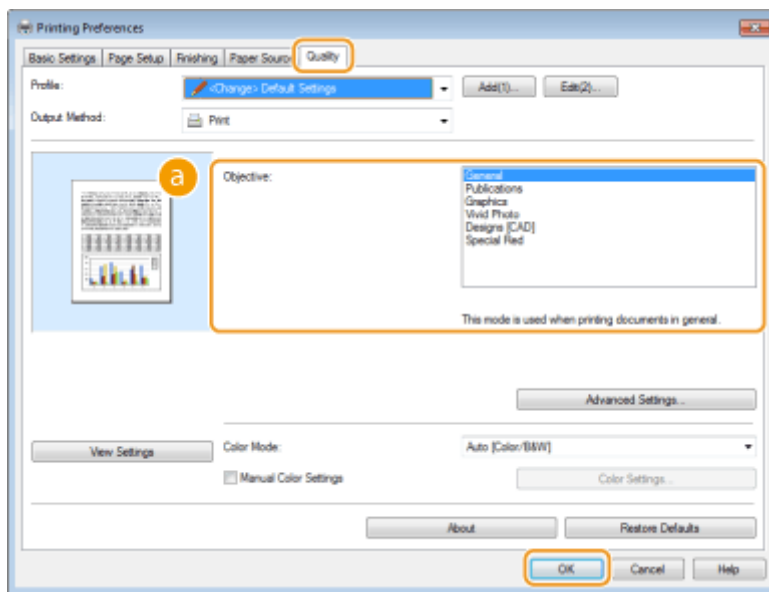 Printing Preferences
Basic Settings Page Setup Finishing Paper Source Quality
Profile: <Change> Default Settings Add(1)... Edit(2)...
Output Method: Print
a
Objective: General
Publications
Graphics
Vivid Photo
Designs [CAD]
Special Red
This mode is used when printing documents in general.
Advanced Settings...
View Settings Color Mode: Auto [Color/B&W]
Manual Color Settings Color Settings...
About Restore Defaults
OK Cancel Help